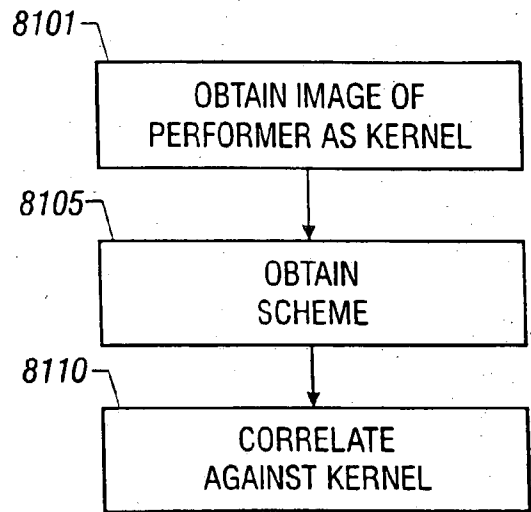 8101
OBTAIN IMAGE OF
PERFORMER AS KERNEL
8105
OBTAIN
SCHEME
8110
CORRELATE
AGAINST KERNEL